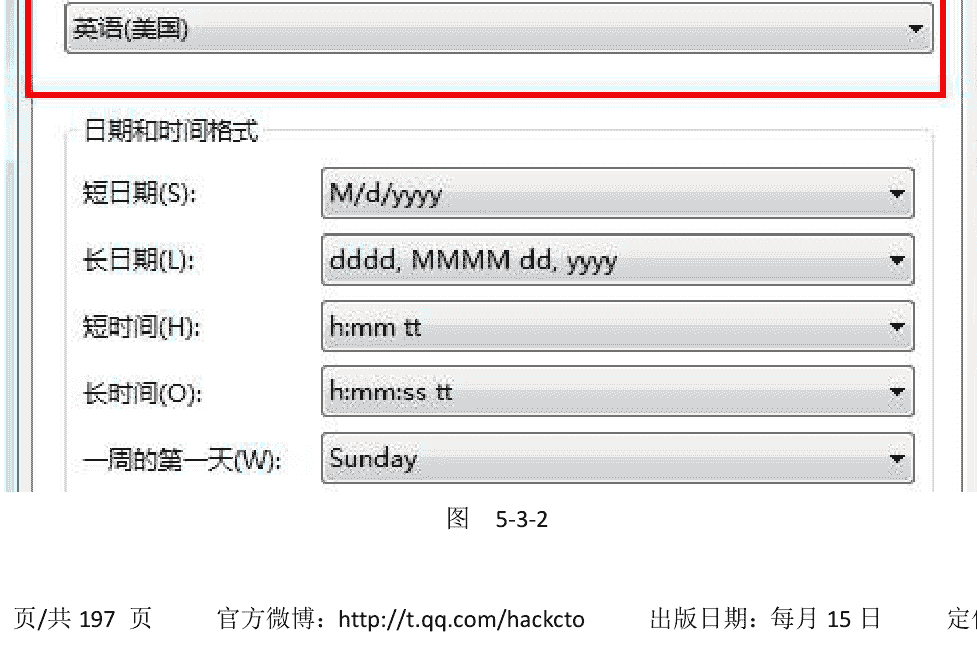 英语(美国)
日期和时间格式
短日期(S): M/d/yyyy
长日期(L): dddd, MMMM dd, yyyy
短时间(H): h:mm tt
长时间(O): h:mm:ss tt
一周的第一天(W): Sunday
图 5-3-2
页/共 197 页 官方微博：http://t.qq.com/hackcto 出版日期：每月 15 日 定